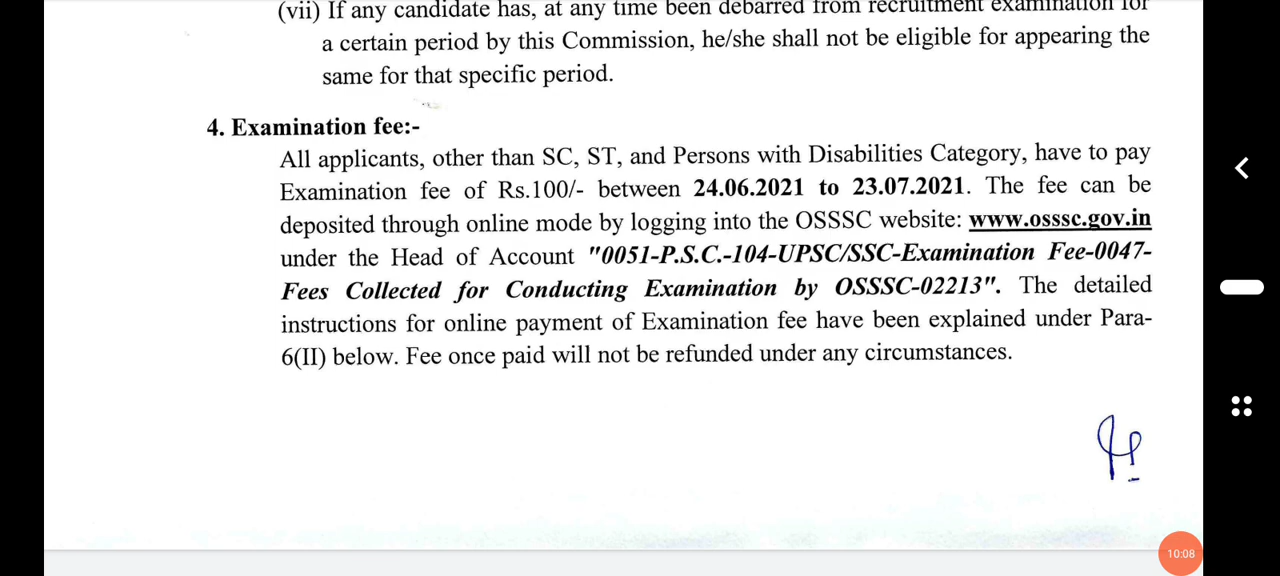 (vii) If any candidate has, at any time been debarred from recruitment examination for
a certain period by this Commission, he/she shall not be eligible for appearing the
same for that specific period.
4. Examination fee:-
All applicants, other than SC, ST, and Persons with Disabilities Category, have to pay
Examination fee of Rs.100/- between 24.06.2021 to 23.07.2021. The fee can be
deposited through online mode by logging into the OSSSC website: www.osssc.gov.in
under the Head of Account "0051-P.S.C.-104-UPSC/SSC-Examination Fee-0047-
Fees Collected for Conducting Examination by OSSSC-02213". The detailed
instructions for online payment of Examination fee have been explained under Para-
6(II) below. Fee once paid will not be refunded under any circumstances.
10:08